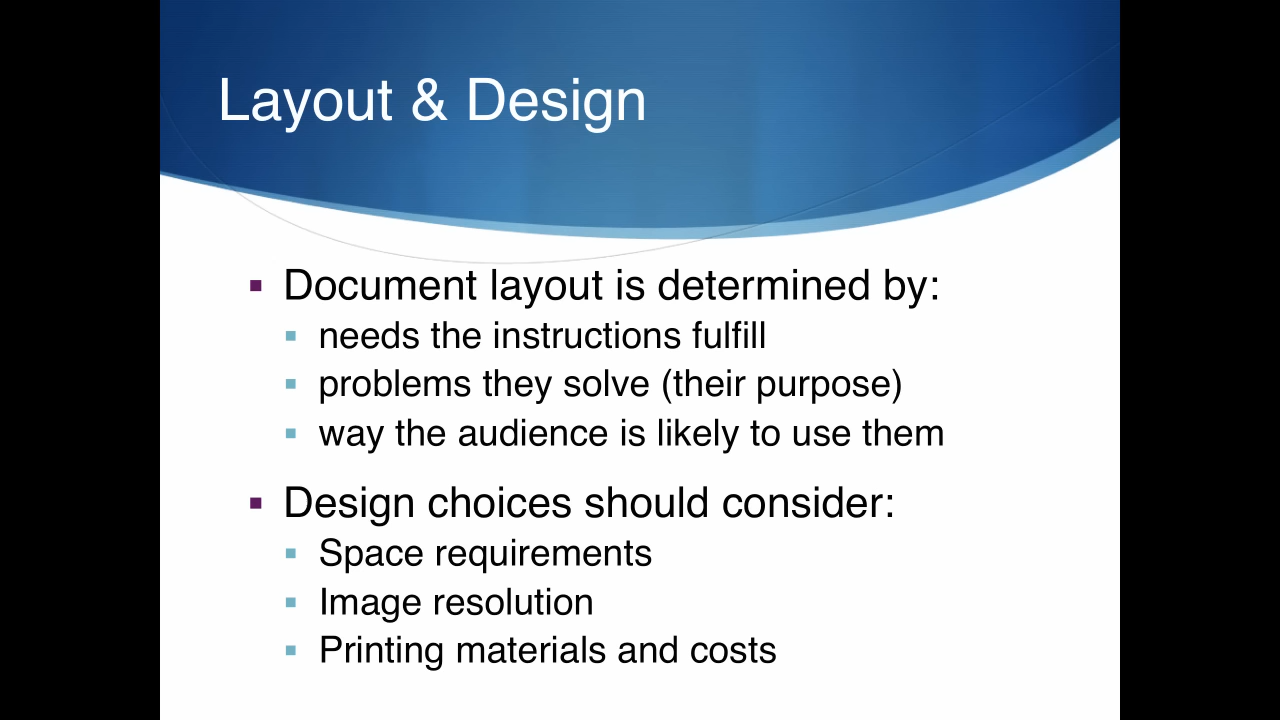 Layout & Design
Document layout is determined by:
needs the instructions fulfill
problems they solve (their purpose)
way the audience is likely to use them
Design choices should consider:
Space requirements
Image resolution
Printing materials and costs